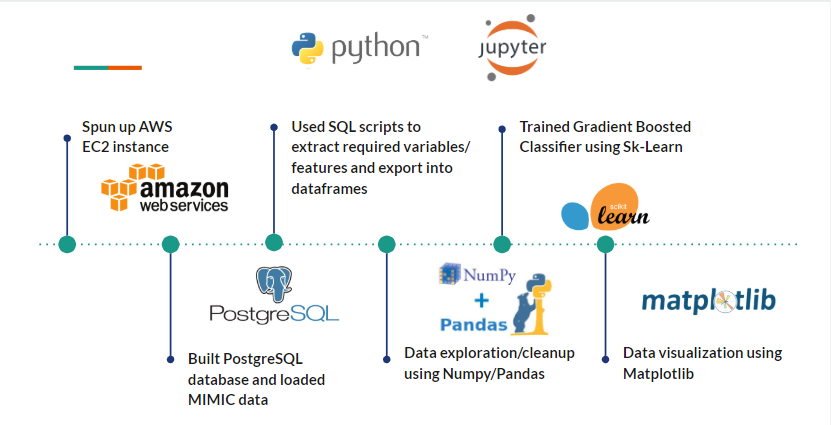 python™
jupyter
Spun up AWS
EC2 instance
amazon
webservices
Used SQL scripts to
extract required variables/
features and export into
dataframes
Trained Gradient Boosted
Classifier using Sk-Learn
scikit
learn
PostgreSQL
Built PostgreSQL
database and loaded
MIMIC data
NumPy
+
Pandas
Data exploration/cleanup
using Numpy/Pandas
matplotlib
Data visualization using
Matplotlib